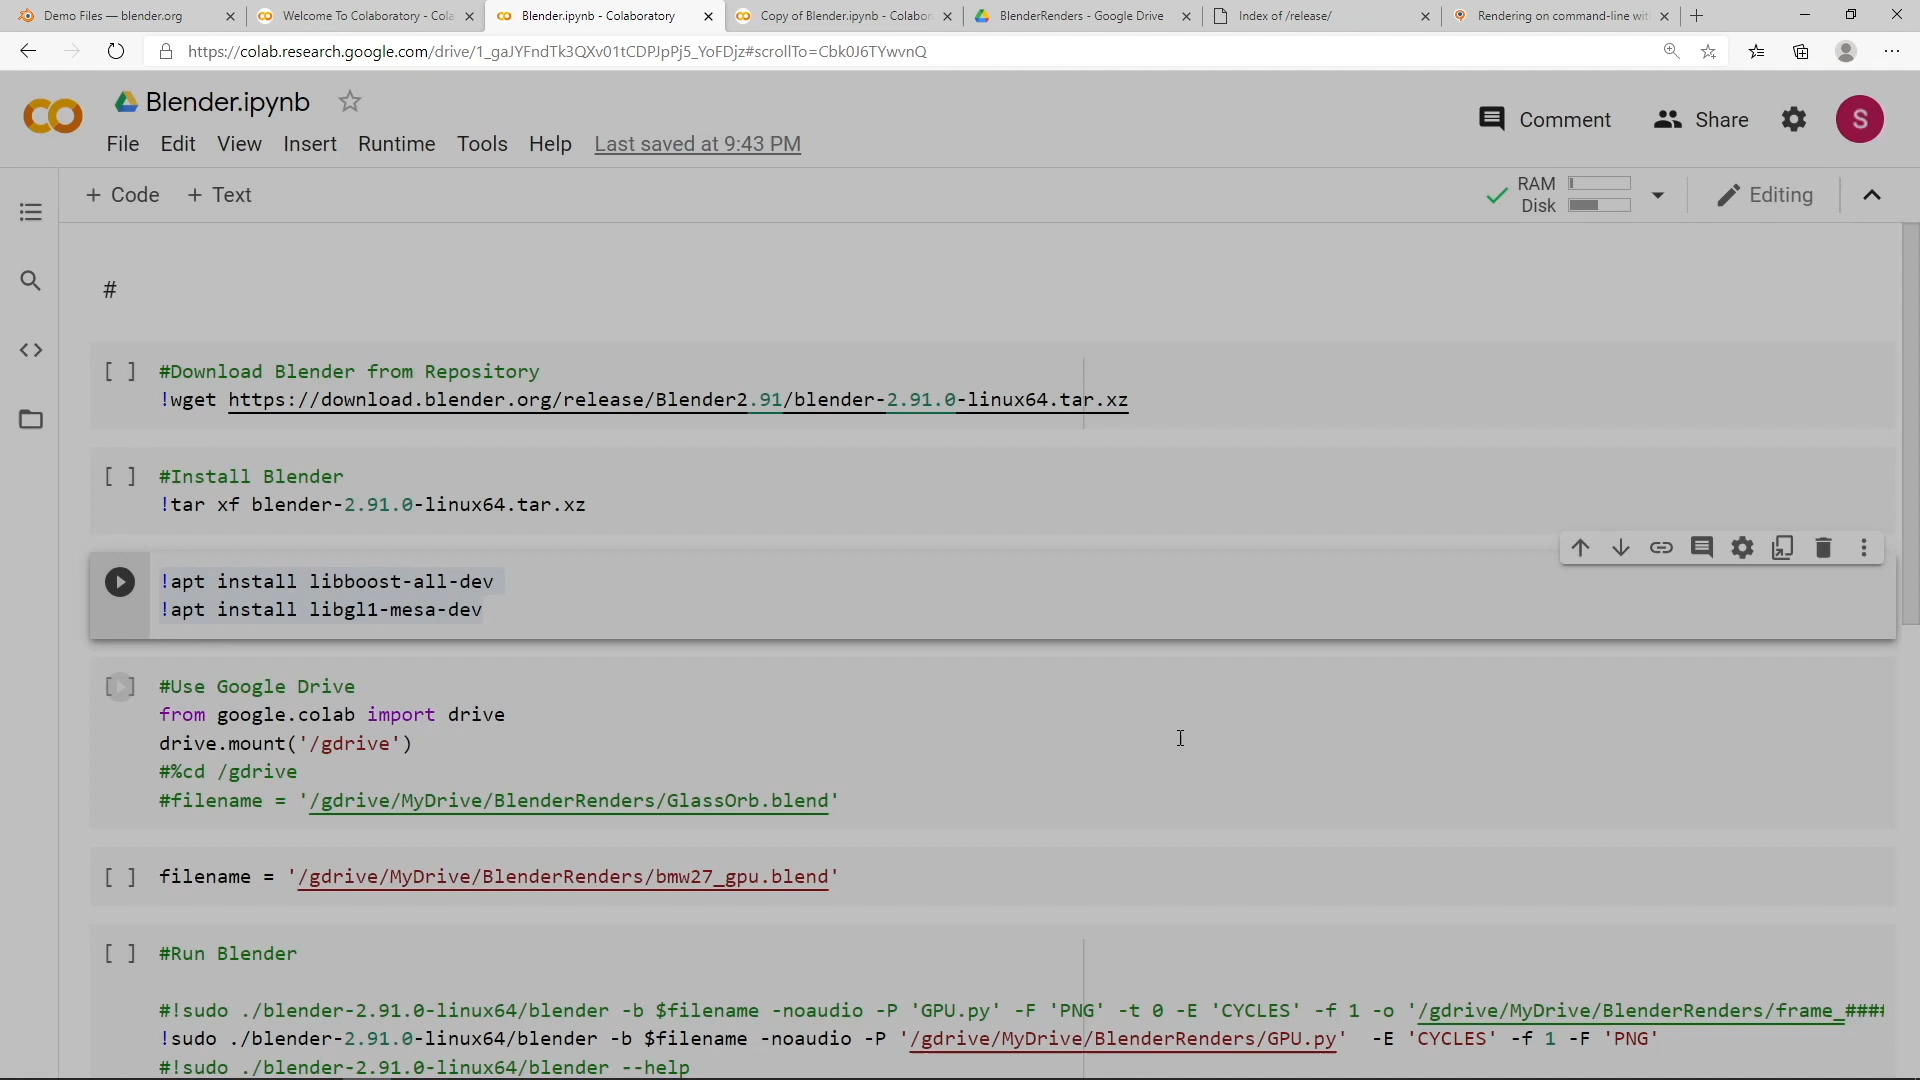 Demo Files — blender.org
Welcome To Colaboratory - Cola
Blender.ipynb - Colaboratory
Copy of Blender.ipynb - Colabor
BlenderRenders - Google Drive
Index of /release/
Rendering on command-line wit
https://colab.research.google.com/drive/1_gaJYFndTk3QXv01tCDPJpPj5_YoFDjz#scrollTo=Cbk0J6TYwvnQ
CO
Blender.ipynb
Comment
Share
S
File Edit View Insert Runtime Tools Help Last saved at 9:43 PM
+ Code + Text
RAM
Disk
Editing
#
[ ] #Download Blender from Repository
!wget https://download.blender.org/release/Blender2.91/blender-2.91.0-linux64.tar.xz
[ ] #Install Blender
!tar xf blender-2.91.0-linux64.tar.xz
!apt install libboost-all-dev
!apt install libgl1-mesa-dev
[ ] #Use Google Drive
from google.colab import drive
drive.mount('/gdrive')
#%cd /gdrive
#filename = '/gdrive/MyDrive/BlenderRenders/GlassOrb.blend'
[ ] filename = '/gdrive/MyDrive/BlenderRenders/bmw27_gpu.blend'
[ ] #Run Blender
#!sudo ./blender-2.91.0-linux64/blender -b $filename -noaudio -P 'GPU.py' -F 'PNG' -t 0 -E 'CYCLES' -f 1 -o '/gdrive/MyDrive/BlenderRenders/frame_####
!sudo ./blender-2.91.0-linux64/blender -b $filename -noaudio -P '/gdrive/MyDrive/BlenderRenders/GPU.py' -E 'CYCLES' -f 1 -F 'PNG'
#!sudo ./blender-2.91.0-linux64/blender --help